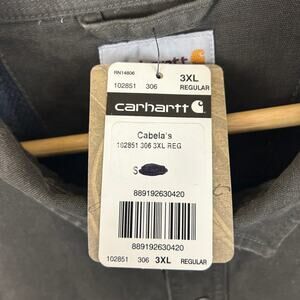 RN14806
3XL
102851 306 REGULAR
carhartt
Cabela's
102851 306 3XL REG
$
889192630420
889192630420
102851 306 3XL REGULAR